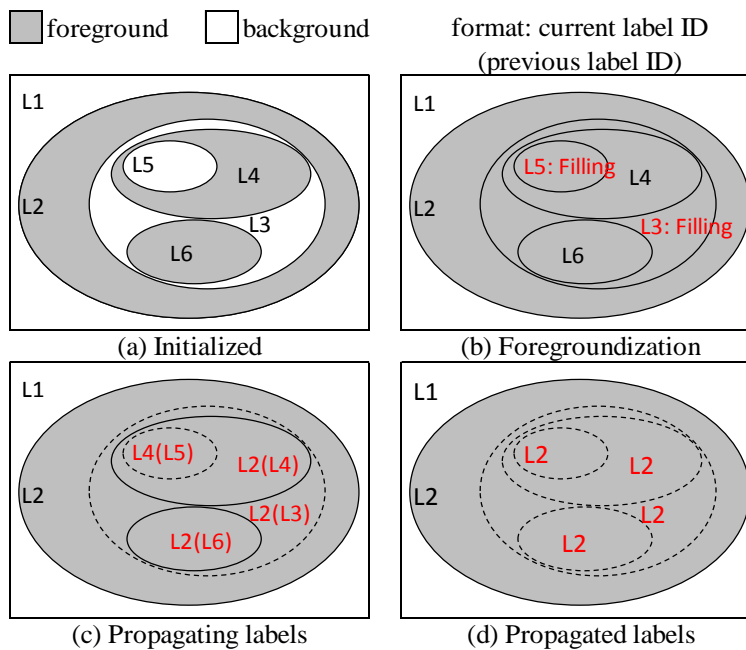 foreground background format: current label ID
(previous label ID)
L1
L5
L4
L2
L3
L6
(a) Initialized
L1
L5: Filling
L4
L2
L3: Filling
L6
(b) Foregroundization
L1
L4(L5)
L2(L4)
L2
L2(L3)
L2(L6)
(c) Propagating labels
L1
L2
L2
L2
L2
L2
(d) Propagated labels